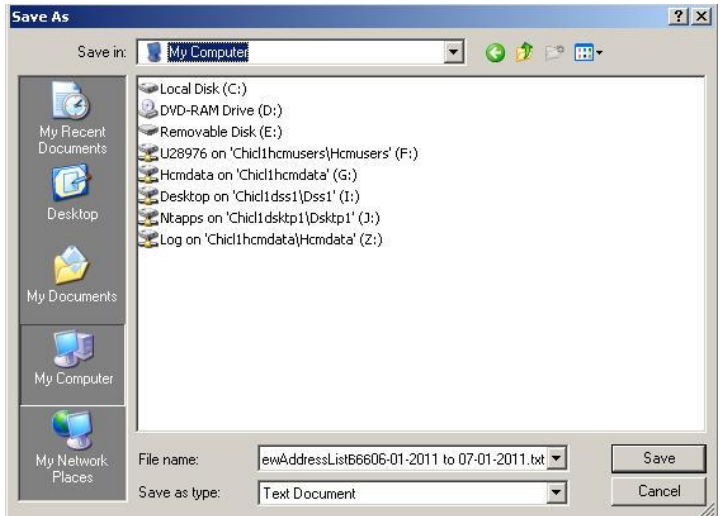 Save As
Save in: My Computer
My Recent
Documents
Desktop
My Documents
My Computer
My Network
Places
Local Disk (C:)
DVD-RAM Drive (D:)
Removable Disk (E:)
U28976 on 'Chicl1hcmusers\Hcmusers' (F:)
Hcmdata on 'Chicl1hcmdata' (G:)
Desktop on 'Chicl1dss1\Dss1' (I:)
Ntapps on 'Chicl1dsktp1\Dsktp1' (J:)
Log on 'Chicl1hcmdata\Hcmdata' (Z:)
File name: ewAddressList66606-01-2011 to 07-01-2011.txt Save
Save as type: Text Document Cancel